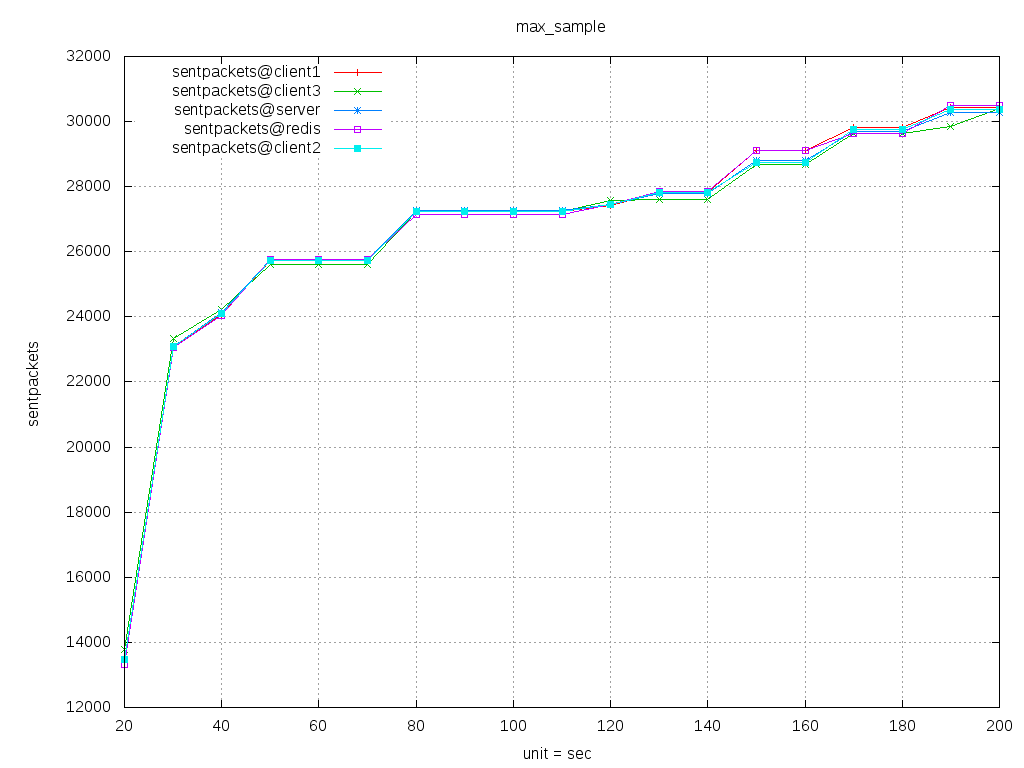 max_sample
32000
30000
28000
26000
24000
22000
20000
18000
16000
14000
12000
sentpackets@client1
sentpackets@client3
sentpackets@server
sentpackets@redis
sentpackets@client2
sentpackets
20 40 60 80 100 120 140 160 180 200
unit = sec